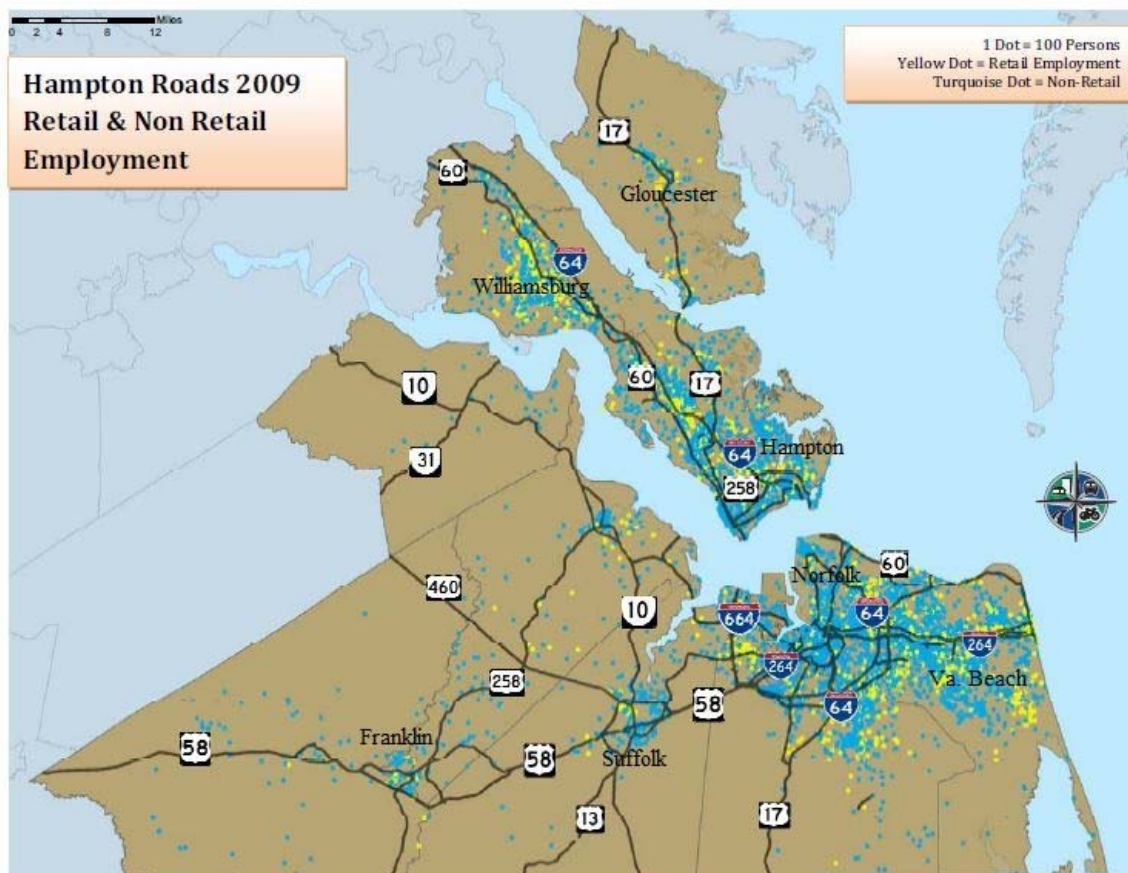 Miles
0 2 4 8 12
Hampton Roads 2009
Retail & Non Retail
Employment
1 Dot = 100 Persons
Yellow Dot = Retail Employment
Turquoise Dot = Non-Retail
17
60
Gloucester
64
Williamsburg
10
60
17
31
Hampton
64
258
460
Norfolk
60
10
664
64
264
264
258
Va. Beach
58
64
Franklin
58
58
Suffolk
13
17